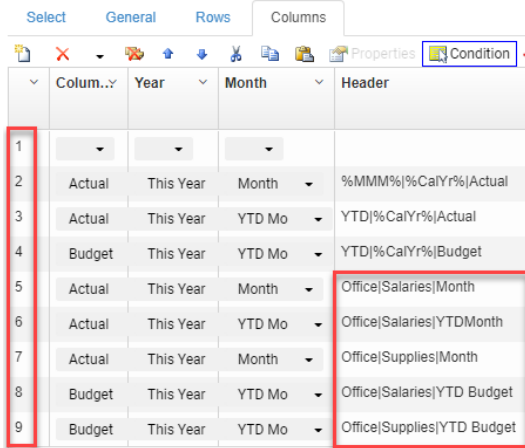 Select General Rows Columns
Properties Condition
Colum.. Year Month Header
1
2 Actual This Year Month %MMM%|%CalYr%|Actual
3 Actual This Year YTD Mo YTD|%CalYr%|Actual
4 Budget This Year YTD Mo YTD|%CalYr%|Budget
5 Actual This Year Month Office|Salaries|Month
6 Actual This Year YTD Mo Office|Salaries|YTDMonth
7 Actual This Year Month Office|Supplies|Month
8 Budget This Year YTD Mo Office|Salaries|YTD Budget
9 Budget This Year YTD Mo Office|Supplies|YTD Budget